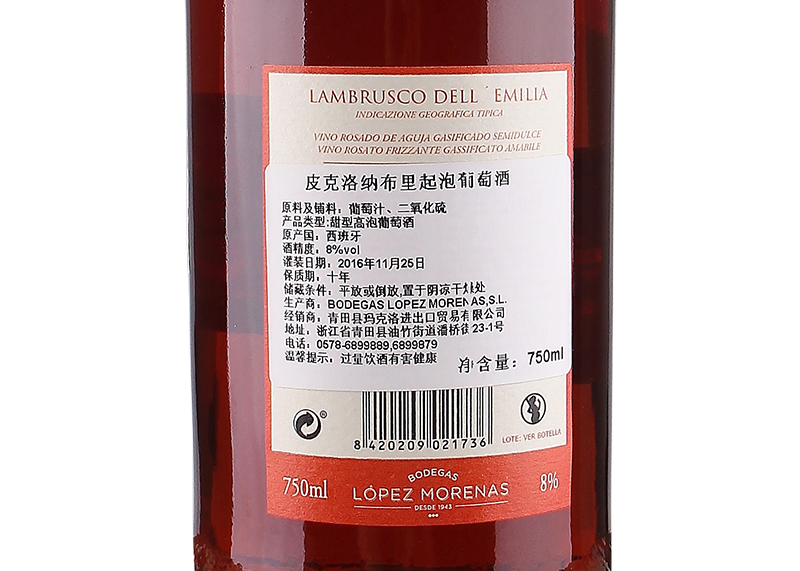 LAMBRUSCO DELL´EMILIA
INDICAZIONE GEOGRAFICA TIPICA
VINO ROSADO DE AGUJA GASIFICADO SEMIDULCE
VINO ROSATO FRIZZANTE GASSIFICATO AMABILE
皮克洛纳布里起泡葡萄酒
原料及辅料：葡萄汁、二氧化硫
产品类型:甜型高泡葡萄酒
原产国：西班牙
酒精度：8%vol
灌装日期：2016年11月25日
保质期：十年
储藏条件：平放或倒放,置于阴凉干燥处
生产商：BODEGAS LOPEZ MORENAS,S.L.
经销商：青田县玛克洛进出口贸易有限公司
地址：浙江省青田县油竹街道潘桥街23-1号
电话：0578-6899889,6899879
温馨提示：过量饮酒有害健康
净含量：750ml
8 420209 021736
LOTE: VER BOTELLA
750ml
BODEGAS
LÓPEZ MORENAS
DESDE 1943
8%